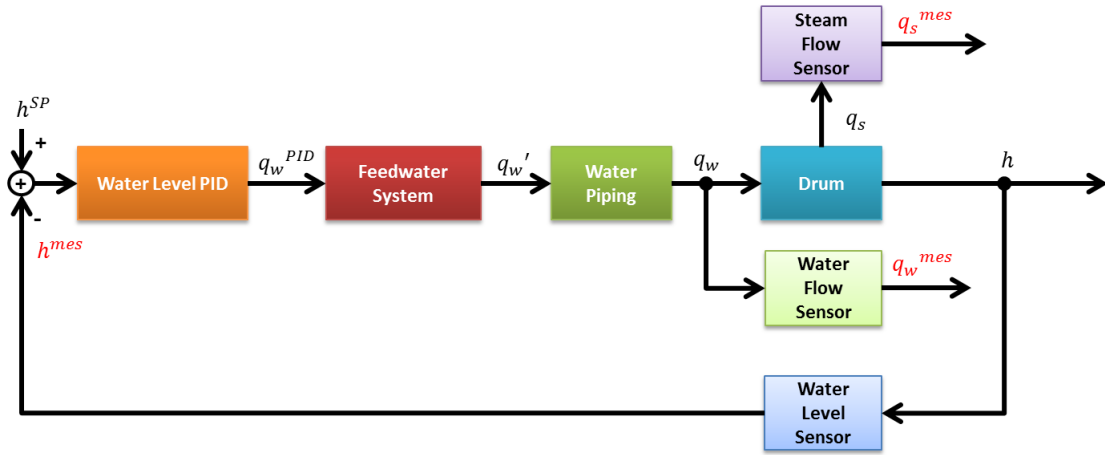 Steam
Flow
Sensor
q_s^{mes}
h^{SP}
+
q_s
Water Level PID
q_w^{PID}
Feedwater
System
q_w'
Water
Piping
q_w
Drum
h
+
-
h^{mes}
Water
Flow
Sensor
q_w^{mes}
Water
Level
Sensor